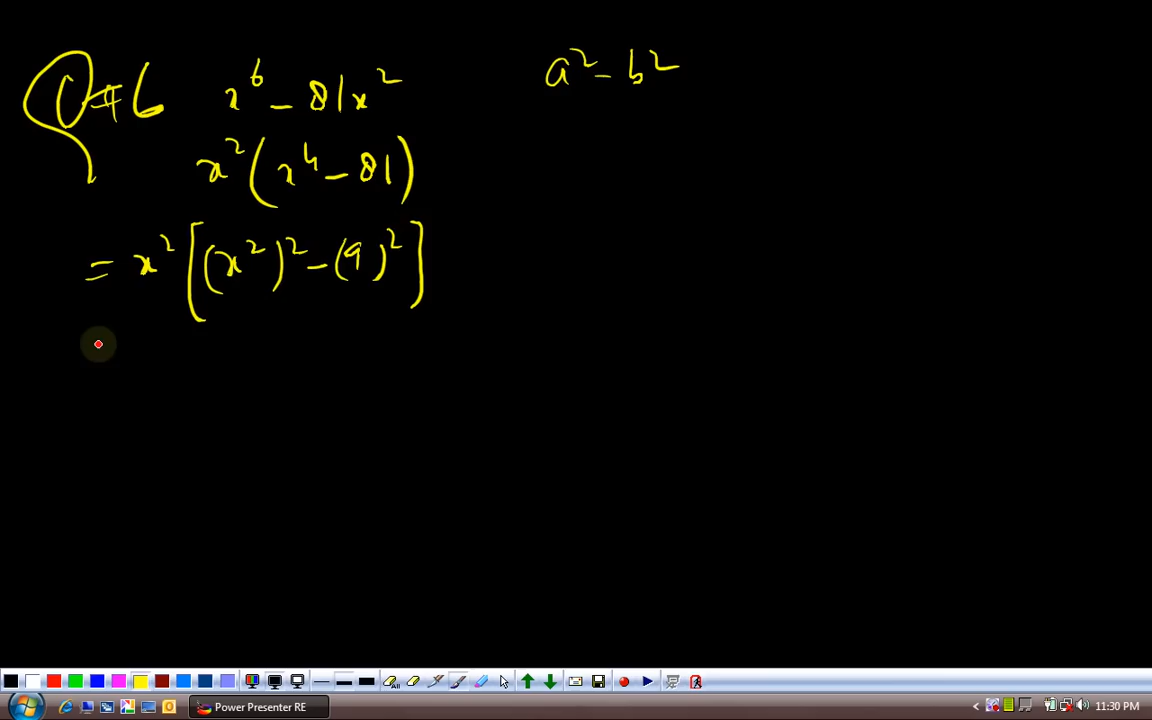 Q#6 x⁶ - 81x²
a² - b²
x² (x⁴ - 81)
= x² [(x²)² - (9)²]
Power Presenter RE
11:30 PM